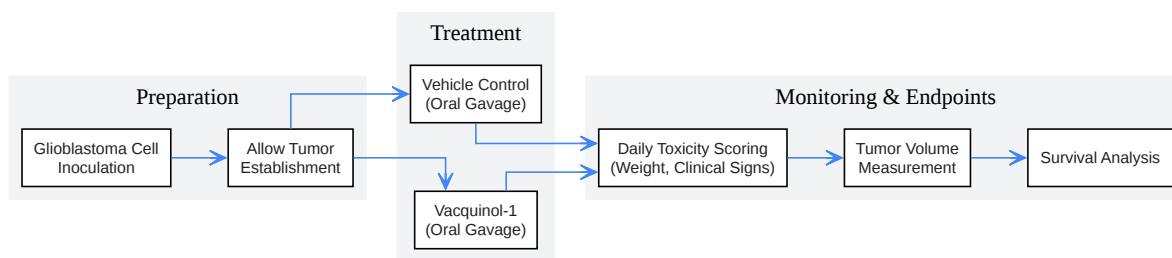 Preparation
Glioblastoma Cell
Inoculation
Allow Tumor
Establishment
Treatment
Vehicle Control
(Oral Gavage)
Vacquinol-1
(Oral Gavage)
Monitoring & Endpoints
Daily Toxicity Scoring
(Weight, Clinical Signs)
Tumor Volume
Measurement
Survival Analysis